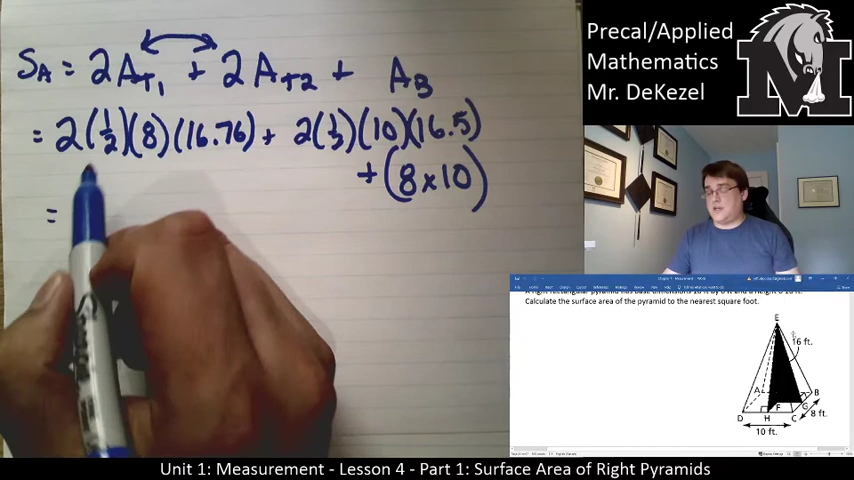 SA = 2AT1 + 2AT2 + AB
= 2(1/2)(8)(16.76) + 2(1/2)(10)(16.5)
+ (8x10)
=
Precal/Applied
Mathematics
Mr. DeKezel
Calculate the surface area of the pyramid to the nearest square foot.
E
16 ft.
A
B
F
G
D
H
C
8 ft.
10 ft.
Unit 1: Measurement - Lesson 4 - Part 1: Surface Area of Right Pyramids